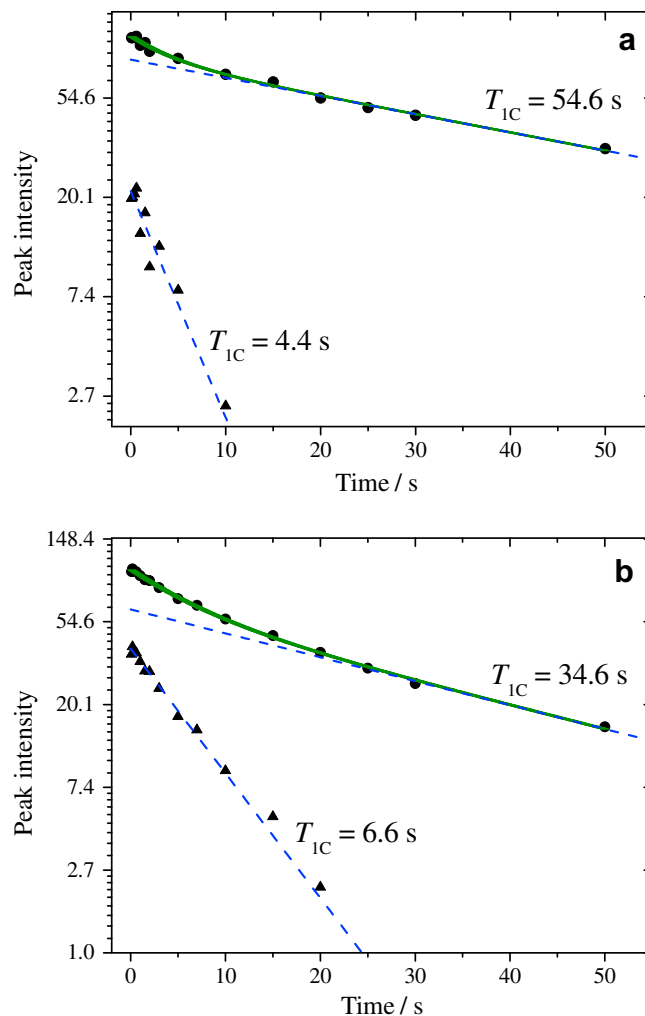 a
54.6
20.1
7.4
2.7
Peak intensity
T1C = 54.6 s
T1C = 4.4 s
0 10 20 30 40 50
Time / s
b
148.4
54.6
20.1
7.4
2.7
1.0
Peak intensity
T1C = 34.6 s
T1C = 6.6 s
0 10 20 30 40 50
Time / s